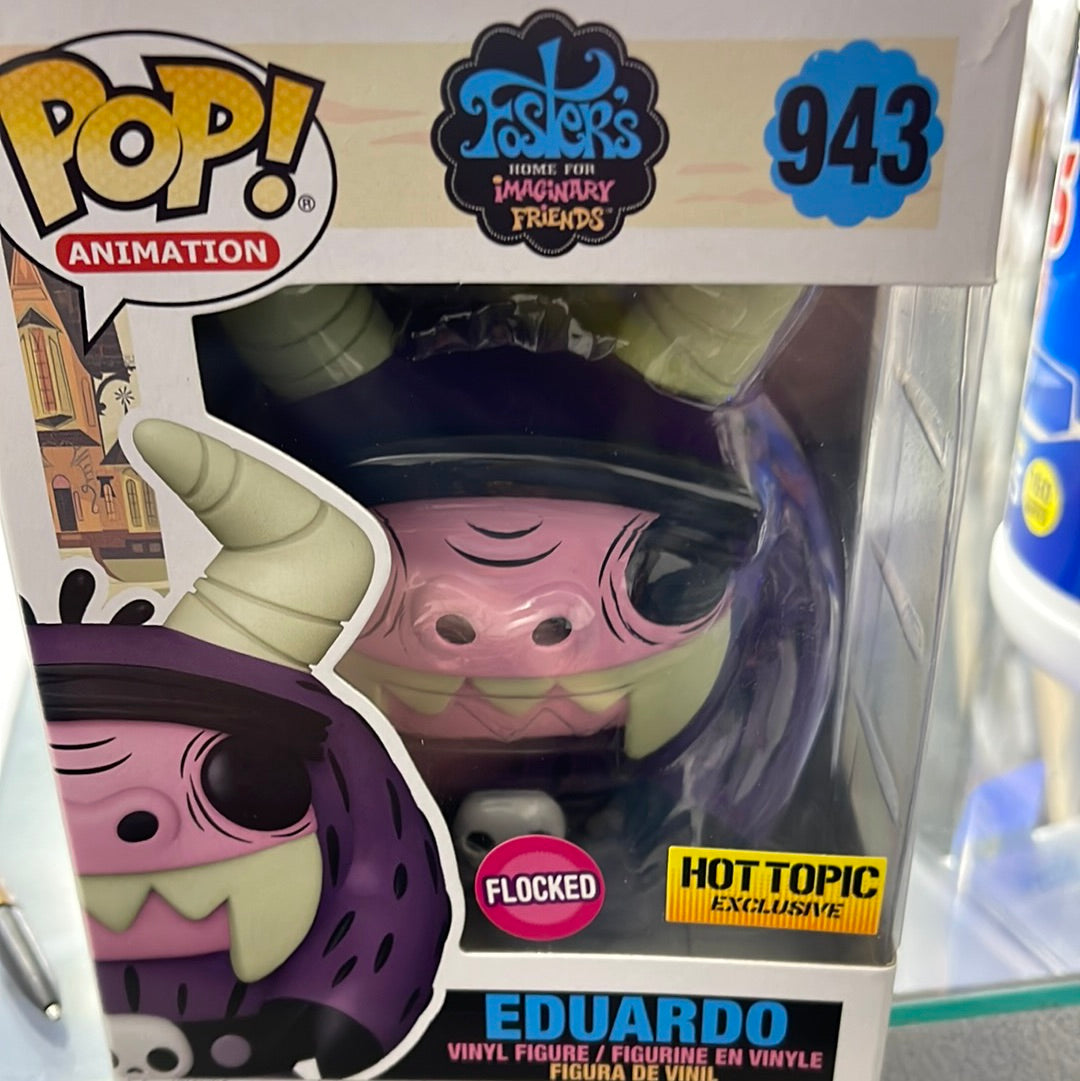 POP!®
ANIMATION
Foster's
HOME FOR
IMAGINARY
FRIENDS™
943
FLOCKED
HOT TOPIC
EXCLUSIVE
EDUARDO
VINYL FIGURE / FIGURINE EN VINYLE
FIGURA DE VINIL